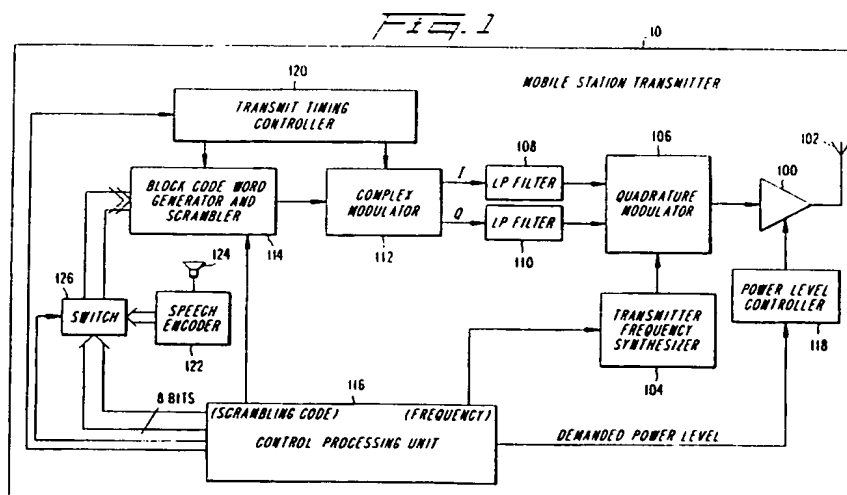 Fig. 1
10
MOBILE STATION TRANSMITTER
120
TRANSMIT TIMING
CONTROLLER
BLOCK CODE WORD
GENERATOR AND
SCRAMBLER
114
COMPLEX
MODULATOR
112
I
Q
108
LP FILTER
LP FILTER
110
106
QUADRATURE
MODULATOR
100
102
126
SWITCH
124
SPEECH
ENCODER
122
TRANSMITTER
FREQUENCY
SYNTHESIZER
104
POWER LEVEL
CONTROLLER
118
8 BITS
116
(SCRAMBLING CODE)
(FREQUENCY)
CONTROL PROCESSING UNIT
DEMANDED POWER LEVEL